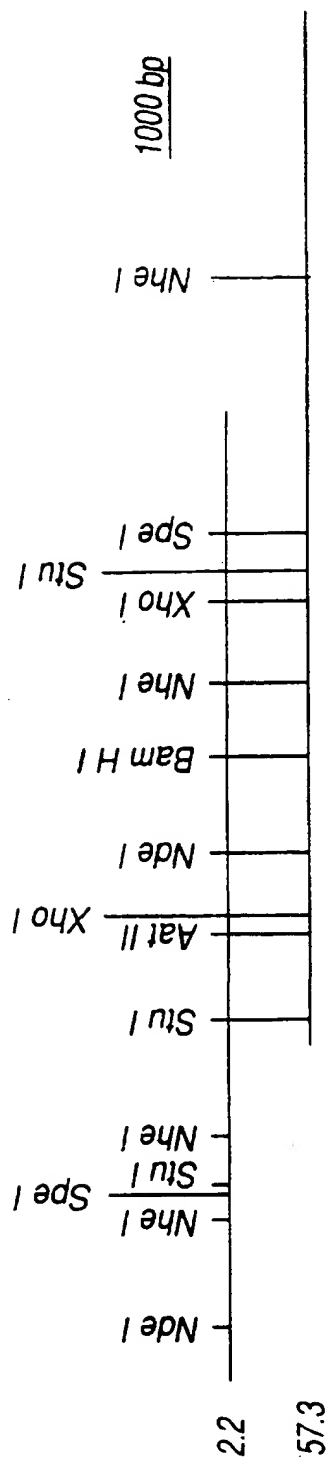 1000 bp
Nhe I
Spe I
Stu I
Xho I
Nhe I
Bam H I
Nde I
Xho I
Aat II
Stu I
Nhe I
Stu I
Spe I
Nhe I
Nde I
2.2
57.3